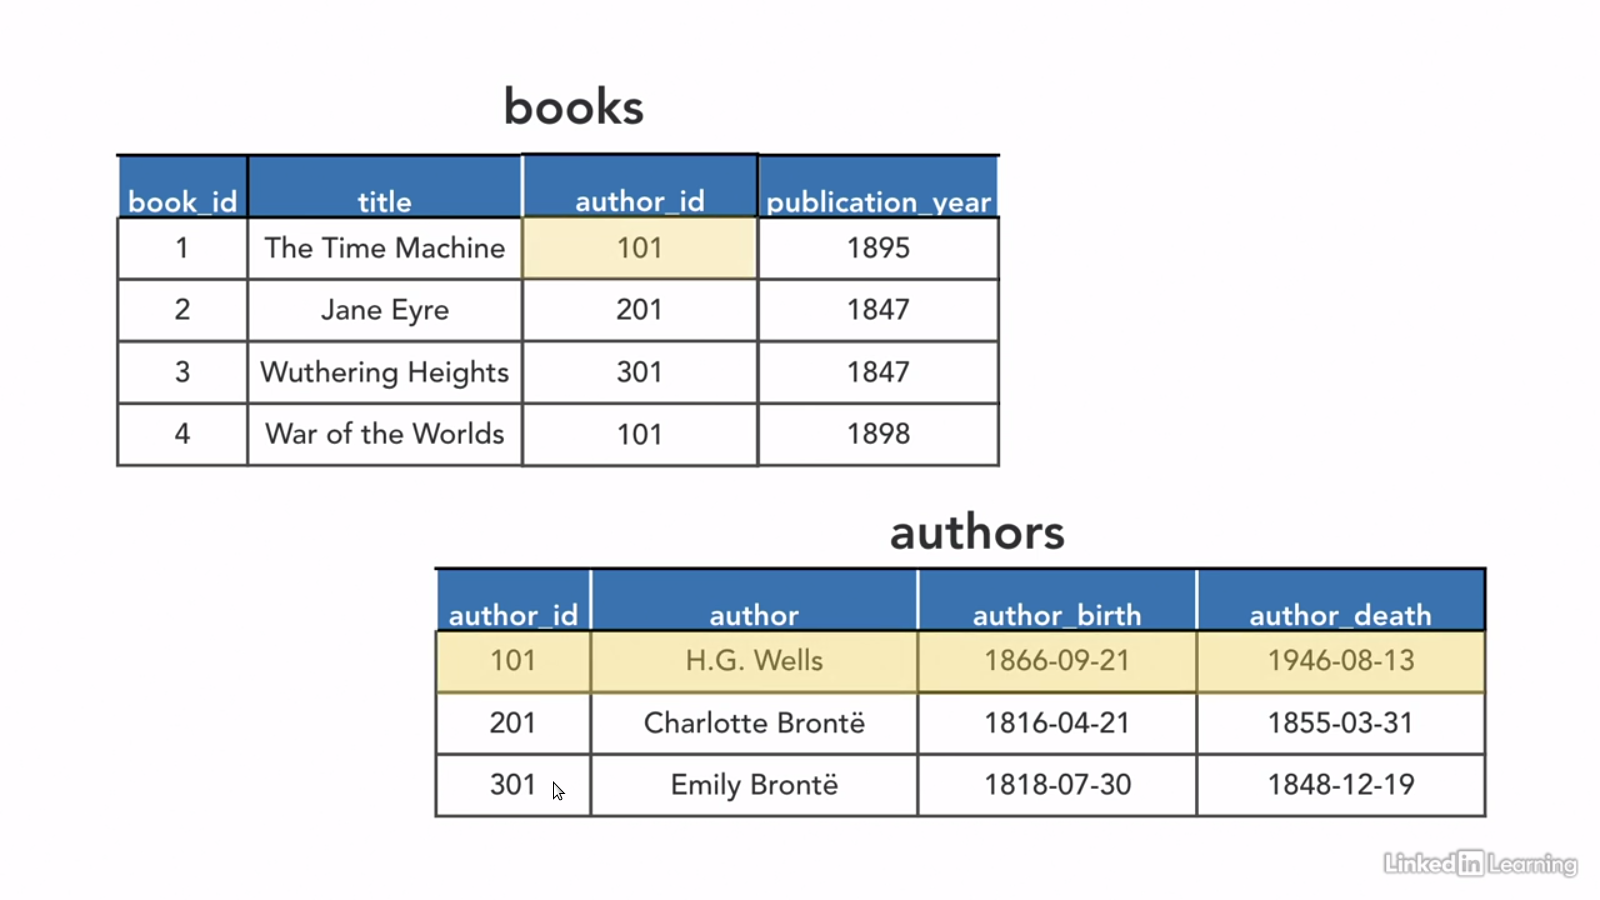 books
book_id title author_id publication_year
1 The Time Machine 101 1895
2 Jane Eyre 201 1847
3 Wuthering Heights 301 1847
4 War of the Worlds 101 1898
authors
author_id author author_birth author_death
101 H.G. Wells 1866-09-21 1946-08-13
201 Charlotte Brontë 1816-04-21 1855-03-31
301 Emily Brontë 1818-07-30 1848-12-19
Linked in Learning